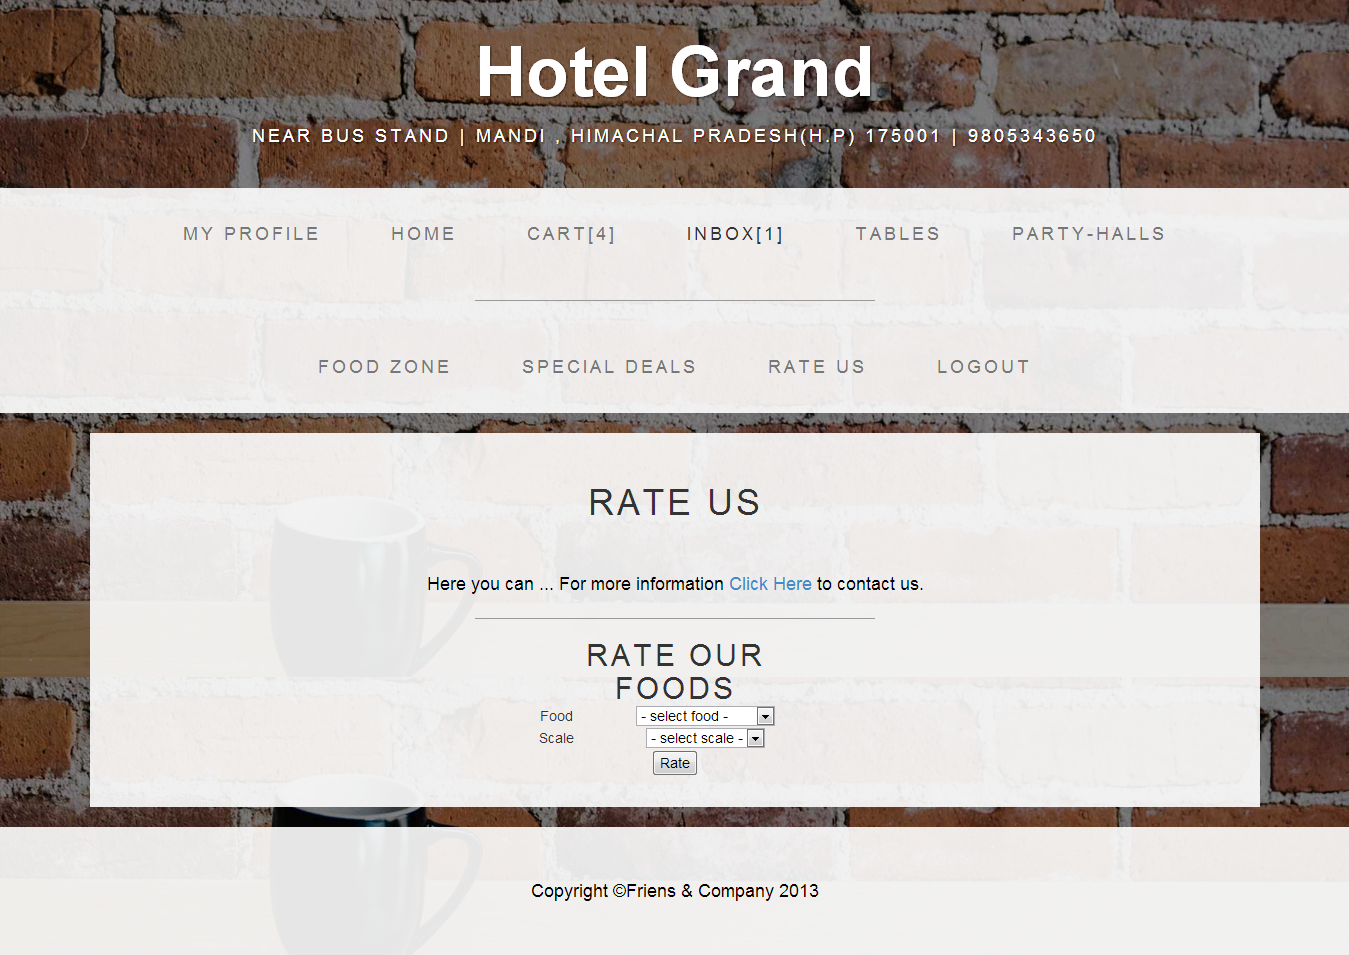 Hotel Grand
NEAR BUS STAND | MANDI , HIMACHAL PRADESH(H.P) 175001 | 9805343650
MY PROFILE HOME CART[4] INBOX[1] TABLES PARTY-HALLS
FOOD ZONE SPECIAL DEALS RATE US LOGOUT
RATE US
Here you can ... For more information Click Here to contact us.
RATE OUR
FOODS
Food - select food -
Scale - select scale -
Rate
Copyright ©Friens & Company 2013